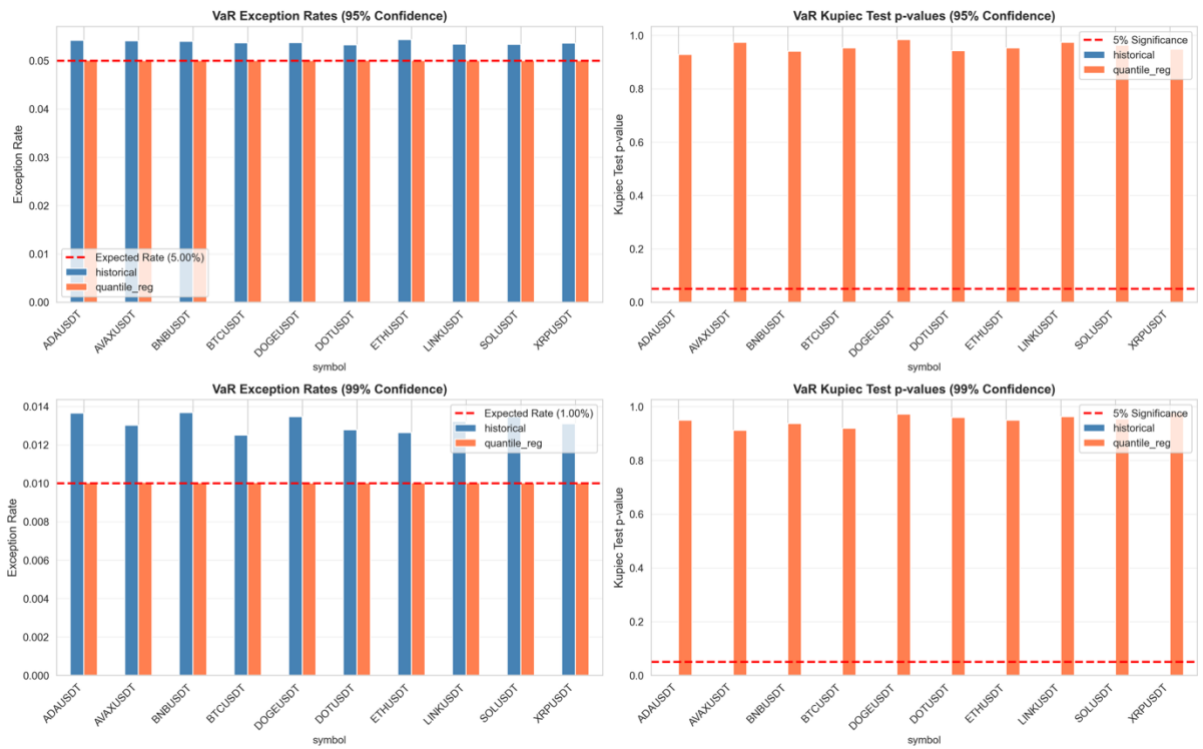 VaR Exception Rates (95% Confidence)
Exception Rate
0.05
0.04
0.03
0.02
0.01
0.00
Expected Rate (5.00%)
historical
quantile_reg
ADAUSDT
AVAXUSDT
BNBUSDT
BTCUSDT
DOGEUSDT
DOTUSDT
ETHUSDT
LINKUSDT
SOLUSDT
XRPUSDT
symbol
VaR Kupiec Test p-values (95% Confidence)
Kupiec Test p-value
1.0
0.8
0.6
0.4
0.2
0.0
5% Significance
historical
quantile_reg
ADAUSDT
AVAXUSDT
BNBUSDT
BTCUSDT
DOGEUSDT
DOTUSDT
ETHUSDT
LINKUSDT
SOLUSDT
XRPUSDT
symbol
VaR Exception Rates (99% Confidence)
Exception Rate
0.014
0.012
0.010
0.008
0.006
0.004
0.002
0.000
Expected Rate (1.00%)
historical
quantile_reg
ADAUSDT
AVAXUSDT
BNBUSDT
BTCUSDT
DOGEUSDT
DOTUSDT
ETHUSDT
LINKUSDT
SOLUSDT
XRPUSDT
symbol
VaR Kupiec Test p-values (99% Confidence)
Kupiec Test p-value
1.0
0.8
0.6
0.4
0.2
0.0
5% Significance
historical
quantile_reg
ADAUSDT
AVAXUSDT
BNBUSDT
BTCUSDT
DOGEUSDT
DOTUSDT
ETHUSDT
LINKUSDT
SOLUSDT
XRPUSDT
symbol